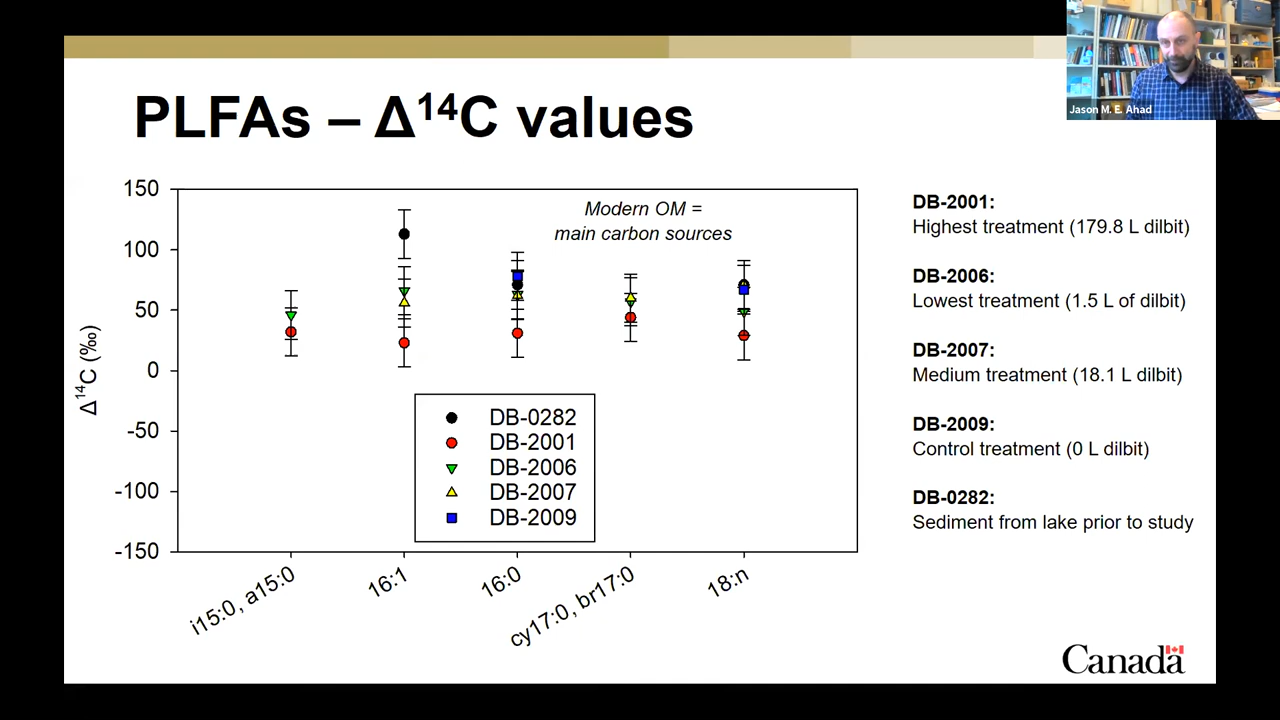 Jason M. E. Ahad
PLFAs – Δ¹⁴C values
150
100
50
0
-50
-100
-150
Δ¹⁴C (‰)
Modern OM =
main carbon sources
DB-0282
DB-2001
DB-2006
DB-2007
DB-2009
i15:0, a15:0
16:1
16:0
cy17:0, br17:0
18:n
DB-2001:
Highest treatment (179.8 L dilbit)
DB-2006:
Lowest treatment (1.5 L of dilbit)
DB-2007:
Medium treatment (18.1 L dilbit)
DB-2009:
Control treatment (0 L dilbit)
DB-0282:
Sediment from lake prior to study
Canada